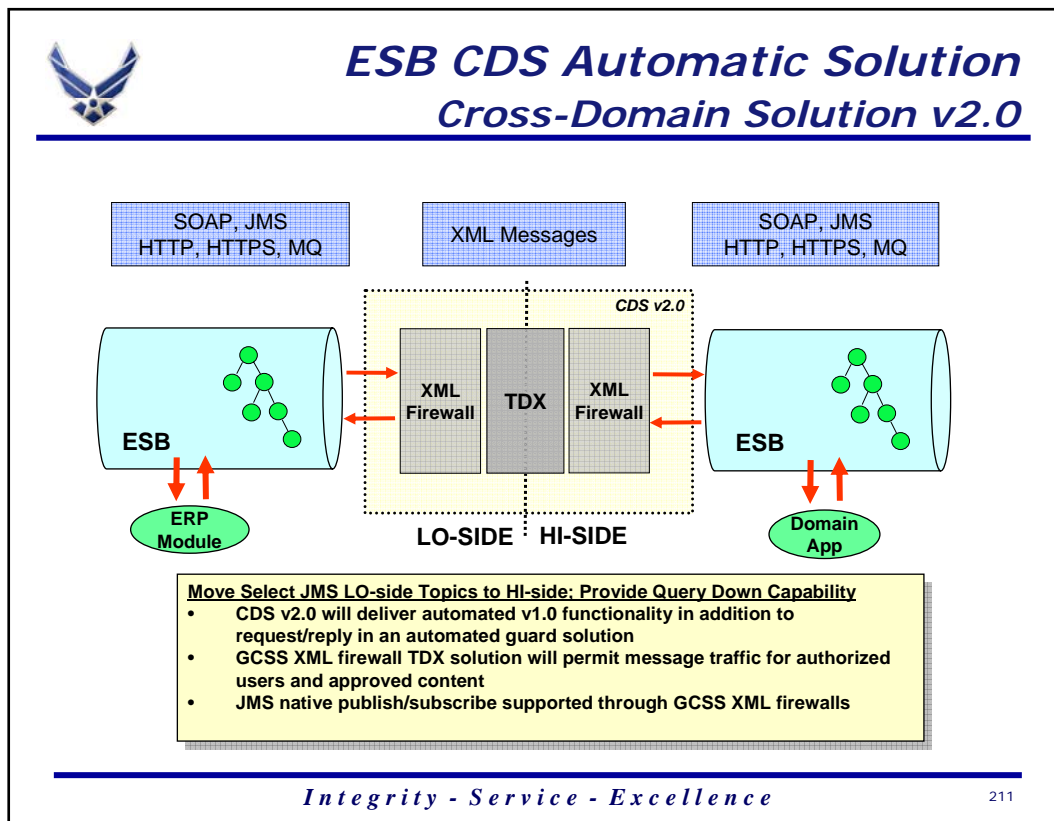 ESB CDS Automatic Solution
Cross-Domain Solution v2.0
SOAP, JMS
HTTP, HTTPS, MQ
XML Messages
SOAP, JMS
HTTP, HTTPS, MQ
CDS v2.0
ESB
XML
Firewall
TDX
XML
Firewall
ESB
ERP
Module
LO-SIDE
HI-SIDE
Domain
App
Move Select JMS LO-side Topics to HI-side; Provide Query Down Capability
• CDS v2.0 will deliver automated v1.0 functionality in addition to
request/reply in an automated guard solution
• GCSS XML firewall TDX solution will permit message traffic for authorized
users and approved content
• JMS native publish/subscribe supported through GCSS XML firewalls
Integrity - Service - Excellence
211